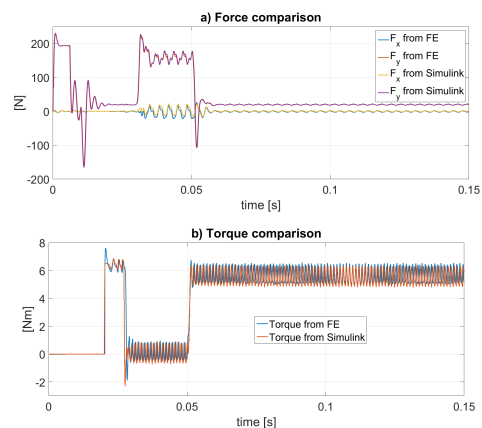 a) Force comparison
200
100
0
-100
-200
[N]
0
0.05
0.1
0.15
time [s]
F_x from FE
F_y from FE
F_x from Simulink
F_y from Simulink
b) Torque comparison
8
6
4
2
0
-2
[Nm]
0
0.05
0.1
0.15
time [s]
Torque from FE
Torque from Simulink